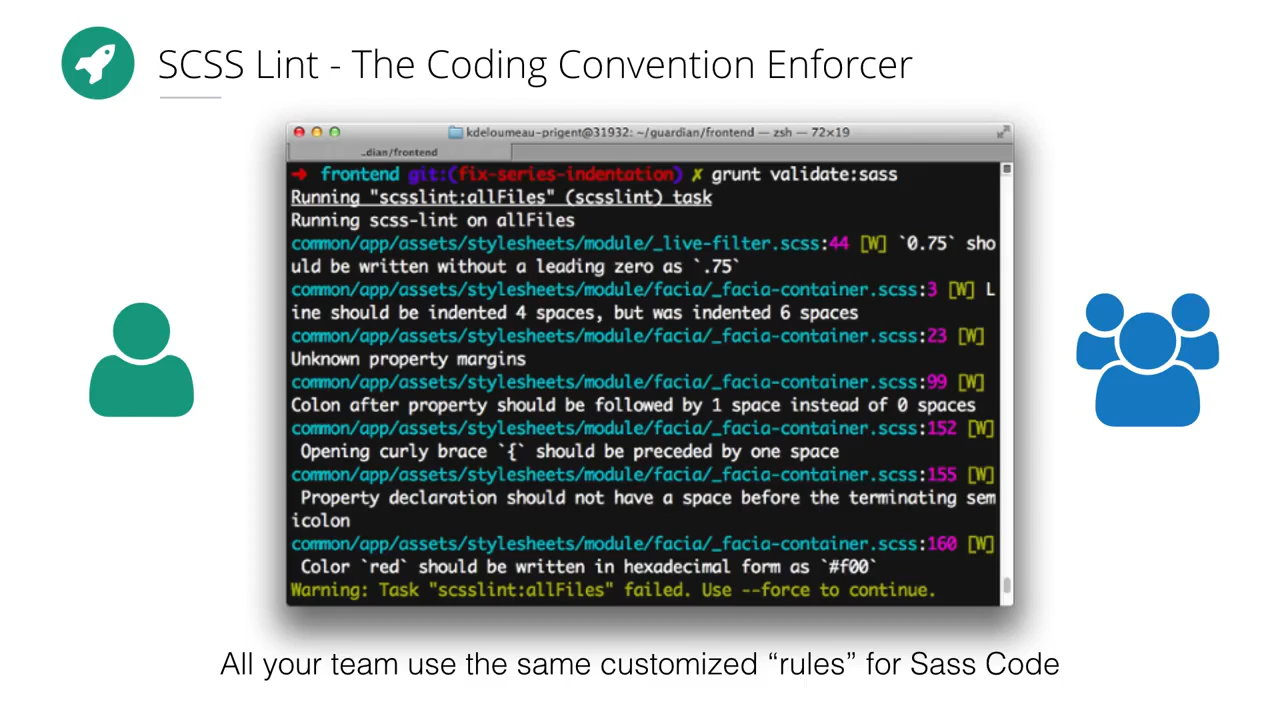 SCSS Lint - The Coding Convention Enforcer
kdeloumeau-prigent@31932: ~/guardian/frontend — zsh — 72×19
..dian/frontend
➜ frontend git:(fix-series-indentation) ✗ grunt validate:sass
Running "scsslint:allFiles" (scsslint) task
Running scss-lint on allFiles
common/app/assets/stylesheets/module/_live-filter.scss:44 [W] `0.75` sho
uld be written without a leading zero as `.75`
common/app/assets/stylesheets/module/facia/_facia-container.scss:3 [W] L
ine should be indented 4 spaces, but was indented 6 spaces
common/app/assets/stylesheets/module/facia/_facia-container.scss:23 [W]
Unknown property margins
common/app/assets/stylesheets/module/facia/_facia-container.scss:99 [W]
Colon after property should be followed by 1 space instead of 0 spaces
common/app/assets/stylesheets/module/facia/_facia-container.scss:152 [W]
Opening curly brace `{` should be preceded by one space
common/app/assets/stylesheets/module/facia/_facia-container.scss:155 [W]
Property declaration should not have a space before the terminating sem
icolon
common/app/assets/stylesheets/module/facia/_facia-container.scss:160 [W]
Color `red` should be written in hexadecimal form as `#f00`
Warning: Task "scsslint:allFiles" failed. Use --force to continue.
All your team use the same customized “rules” for Sass Code